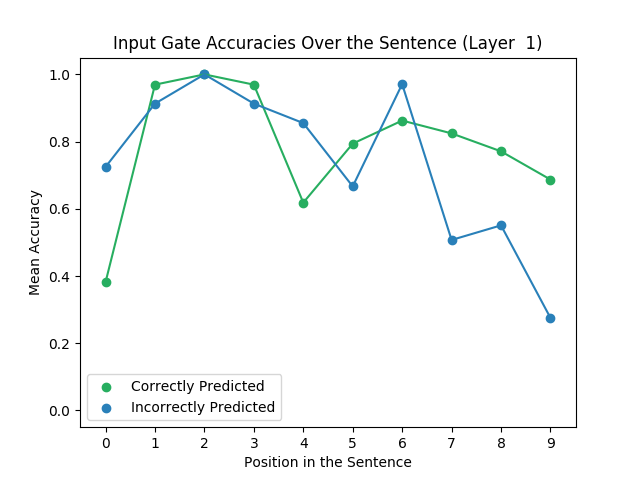 Input Gate Accuracies Over the Sentence (Layer  1)
1.0
0.8
0.6
0.4
0.2
0.0
Mean Accuracy
Correctly Predicted
Incorrectly Predicted
0 1 2 3 4 5 6 7 8 9
Position in the Sentence